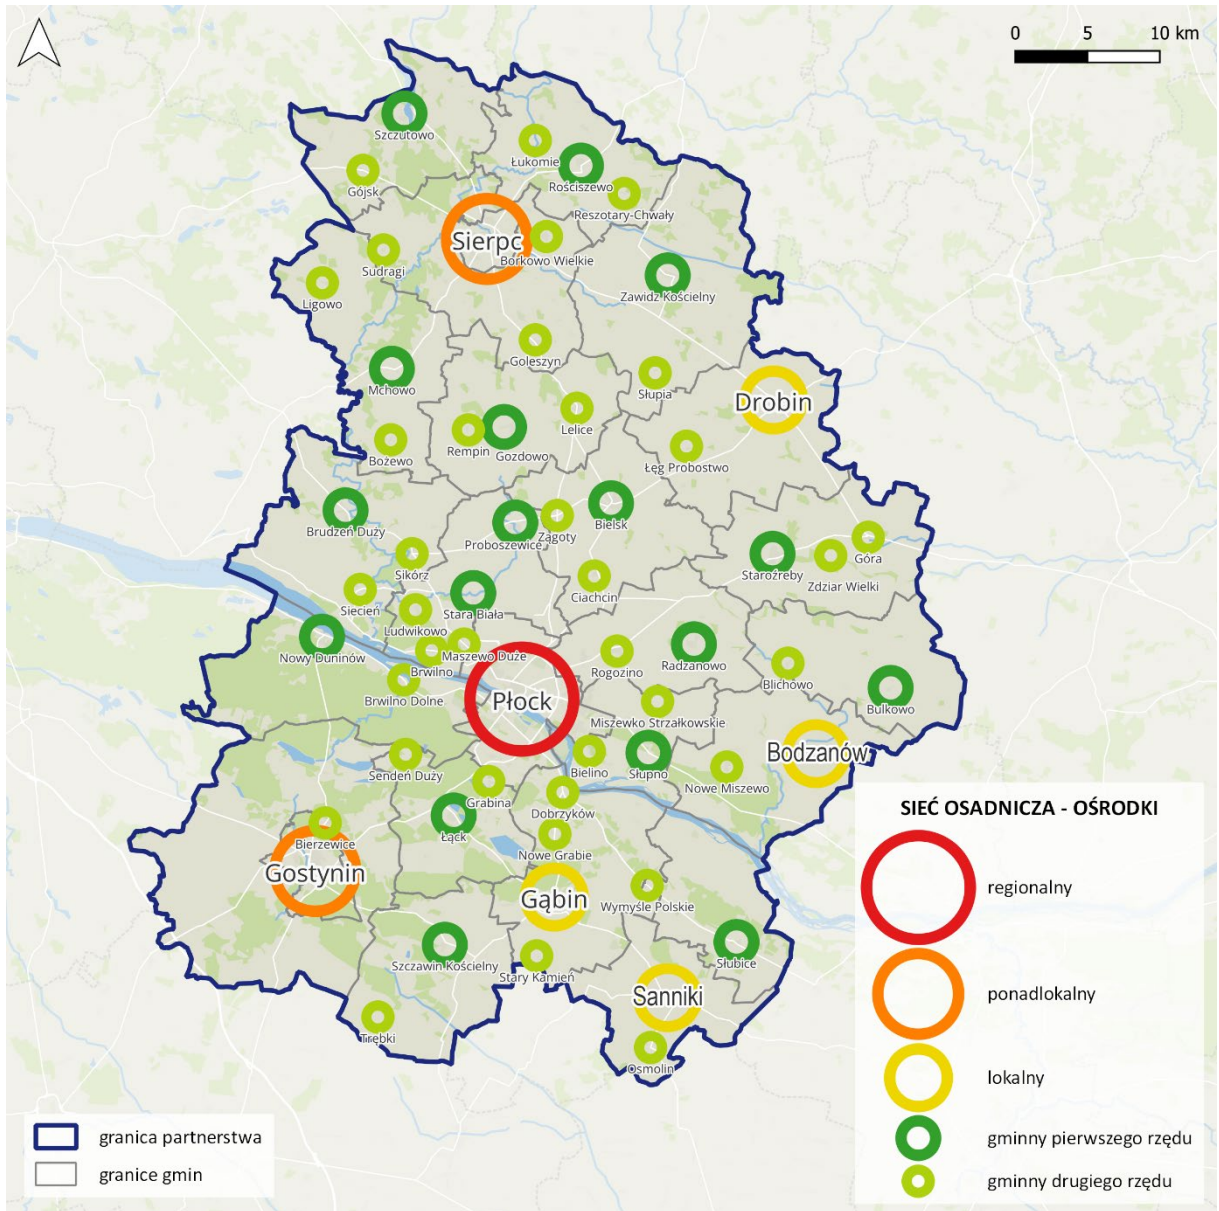 0 5 10 km
Szczutowo
Łukomie
Gójsk
Rościszewo
Reszotary-Chwały
Sierpc
Sudragi
Borkowo Wielkie
Ligowo
Zawidz Kościelny
Goleszyn
Mchowo
Słupia
Drobin
Lelice
Rempin
Gozdowo
Bożewo
Łęg Probostwo
Brudzeń Duży
Bielsk
Proboszewice
Zągoty
Góra
Staroźreby
Zdziar Wielki
Sikórz
Ciachcin
Siecień
Stara Biała
Ludwikowo
Nowy Duninów
Maszewo Duże
Brwilno
Rogozino
Radzanowo
Blichowo
Brwilno Dolne
Płock
Bulkowo
Miszewko Strzałkowskie
Bodzanów
Sendeń Duży
Bielino
Słupno
Nowe Miszewo
Grabina
Dobrzyków
Łąck
Bierzewice
Nowe Grabie
Gostynin
Gąbin
Wymyśle Polskie
Szczawin Kościelny
Słubice
Stary Kamień
Sanniki
Trębki
Osmolin
SIEĆ OSADNICZA - OŚRODKI
regionalny
ponadlokalny
lokalny
gminny pierwszego rzędu
gminny drugiego rzędu
granica partnerstwa
granice gmin